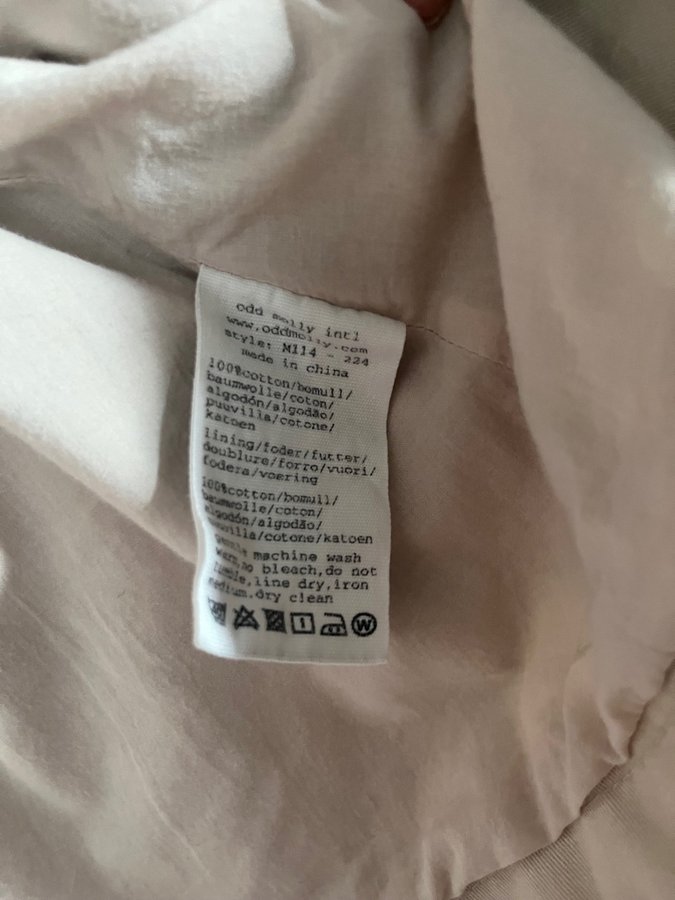 odd molly intl
www.oddmolly.com
style: M114 - 224
made in china
100%cotton/bomull/
baumwolle/coton/
algodón/algodão/
puuvilla/cotone/
katoen
lining/foder/futter/
doublure/forro/vuori/
fodera/voering
100%cotton/bomull/
baumwolle/coton/
algodón/algodão/
puuvilla/cotone/katoen
gentle machine wash
warm,no bleach,do not
tumble,line dry,iron
medium.dry clean
W